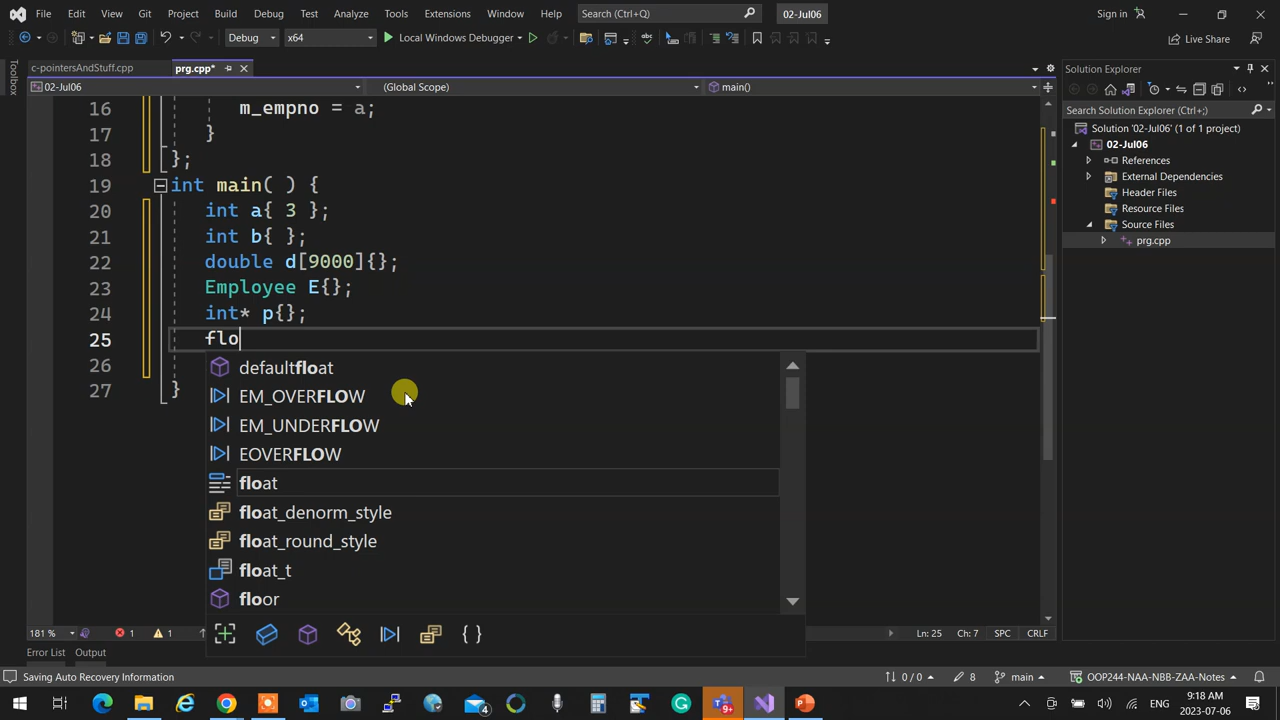 File Edit View Git Project Build Debug Test Analyze Tools Extensions Window Help Search (Ctrl+Q) 02-Jul06 Sign in
Debug x64 Local Windows Debugger Live Share
Toolbox
c-pointersAndStuff.cpp prg.cpp*
02-Jul06 (Global Scope) main()
16 m_empno = a;
17 }
18 };
19 int main( ) {
20 int a{ 3 };
21 int b{ };
22 double d[9000]{};
23 Employee E{};
24 int* p{};
25 flo
26
27 }
defaultfloat
EM_OVERFLOW
EM_UNDERFLOW
EOVERFLOW
float
float_denorm_style
float_round_style
float_t
floor
Solution Explorer
Search Solution Explorer (Ctrl+;)
Solution '02-Jul06' (1 of 1 project)
02-Jul06
References
External Dependencies
Header Files
Resource Files
Source Files
prg.cpp
181 % 1 1 Ln: 25 Ch: 7 SPC CRLF
Error List Output
Saving Auto Recovery Information 0 / 0 8 main OOP244-NAA-NBB-ZAA-Notes
4 9+ 9:18 AM
2023-07-06